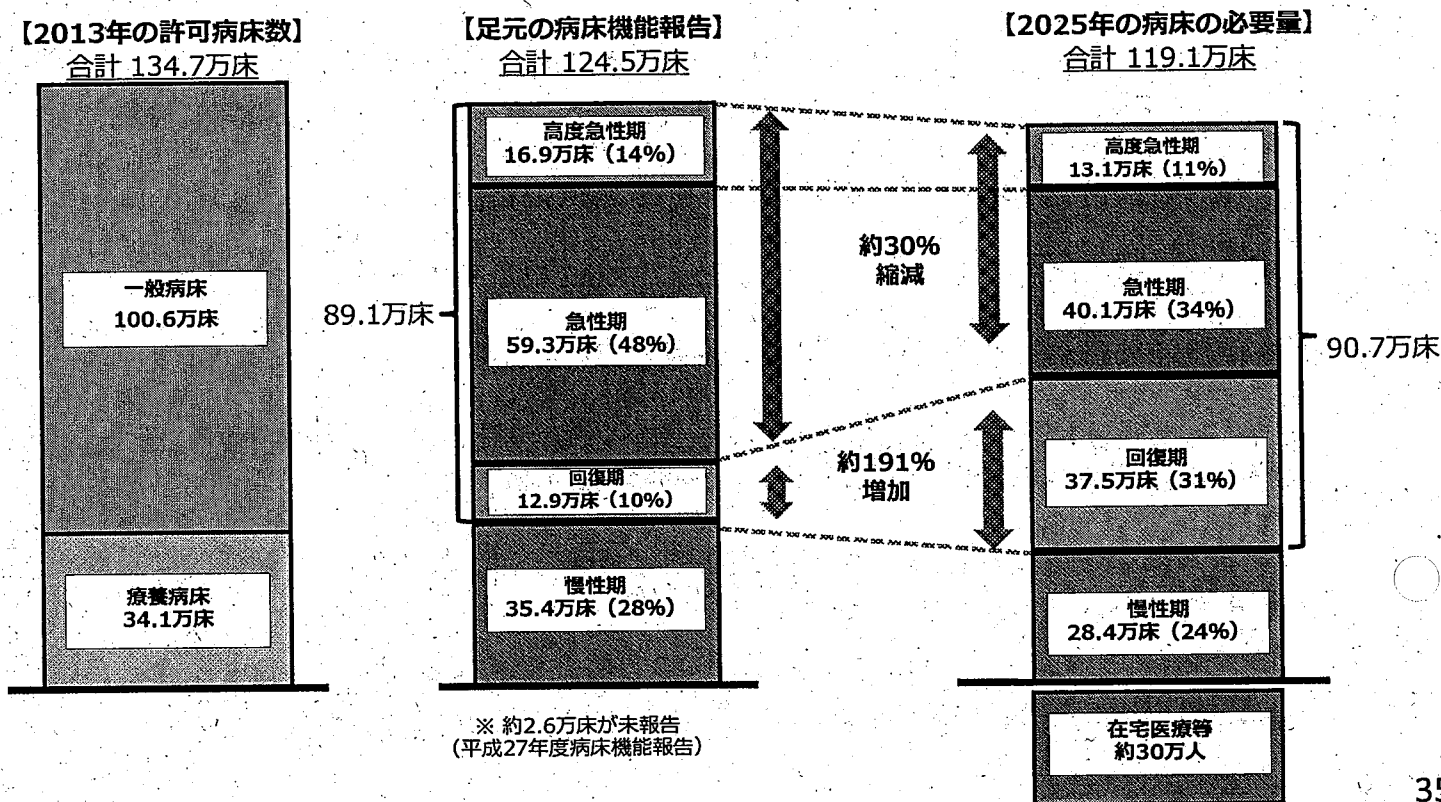 【2013年の許可病床数】
合計 134.7万床
一般病床
100.6万床
療養病床
34.1万床
【足元の病床機能報告】
合計 124.5万床
89.1万床
高度急性期
16.9万床（14%）
急性期
59.3万床（48%）
回復期
12.9万床（10%）
慢性期
35.4万床（28%）
※ 約2.6万床が未報告
（平成27年度病床機能報告）
約30%
縮減
約191%
増加
【2025年の病床の必要量】
合計 119.1万床
高度急性期
13.1万床（11%）
急性期
40.1万床（34%）
回復期
37.5万床（31%）
慢性期
28.4万床（24%）
90.7万床
在宅医療等
約30万人
35